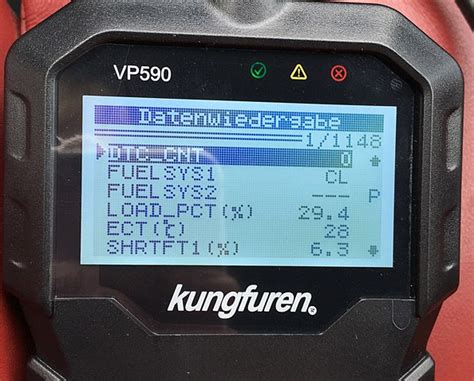 VP590
Datenwiedergabe
1/1148
DTC_CNT 0
FUELSYS1 CL
FUELSYS2 --- P
LOAD_PCT(%) 29.4
ECT(℃) 28
SHRTFT1(%) 6.3
kungfuren